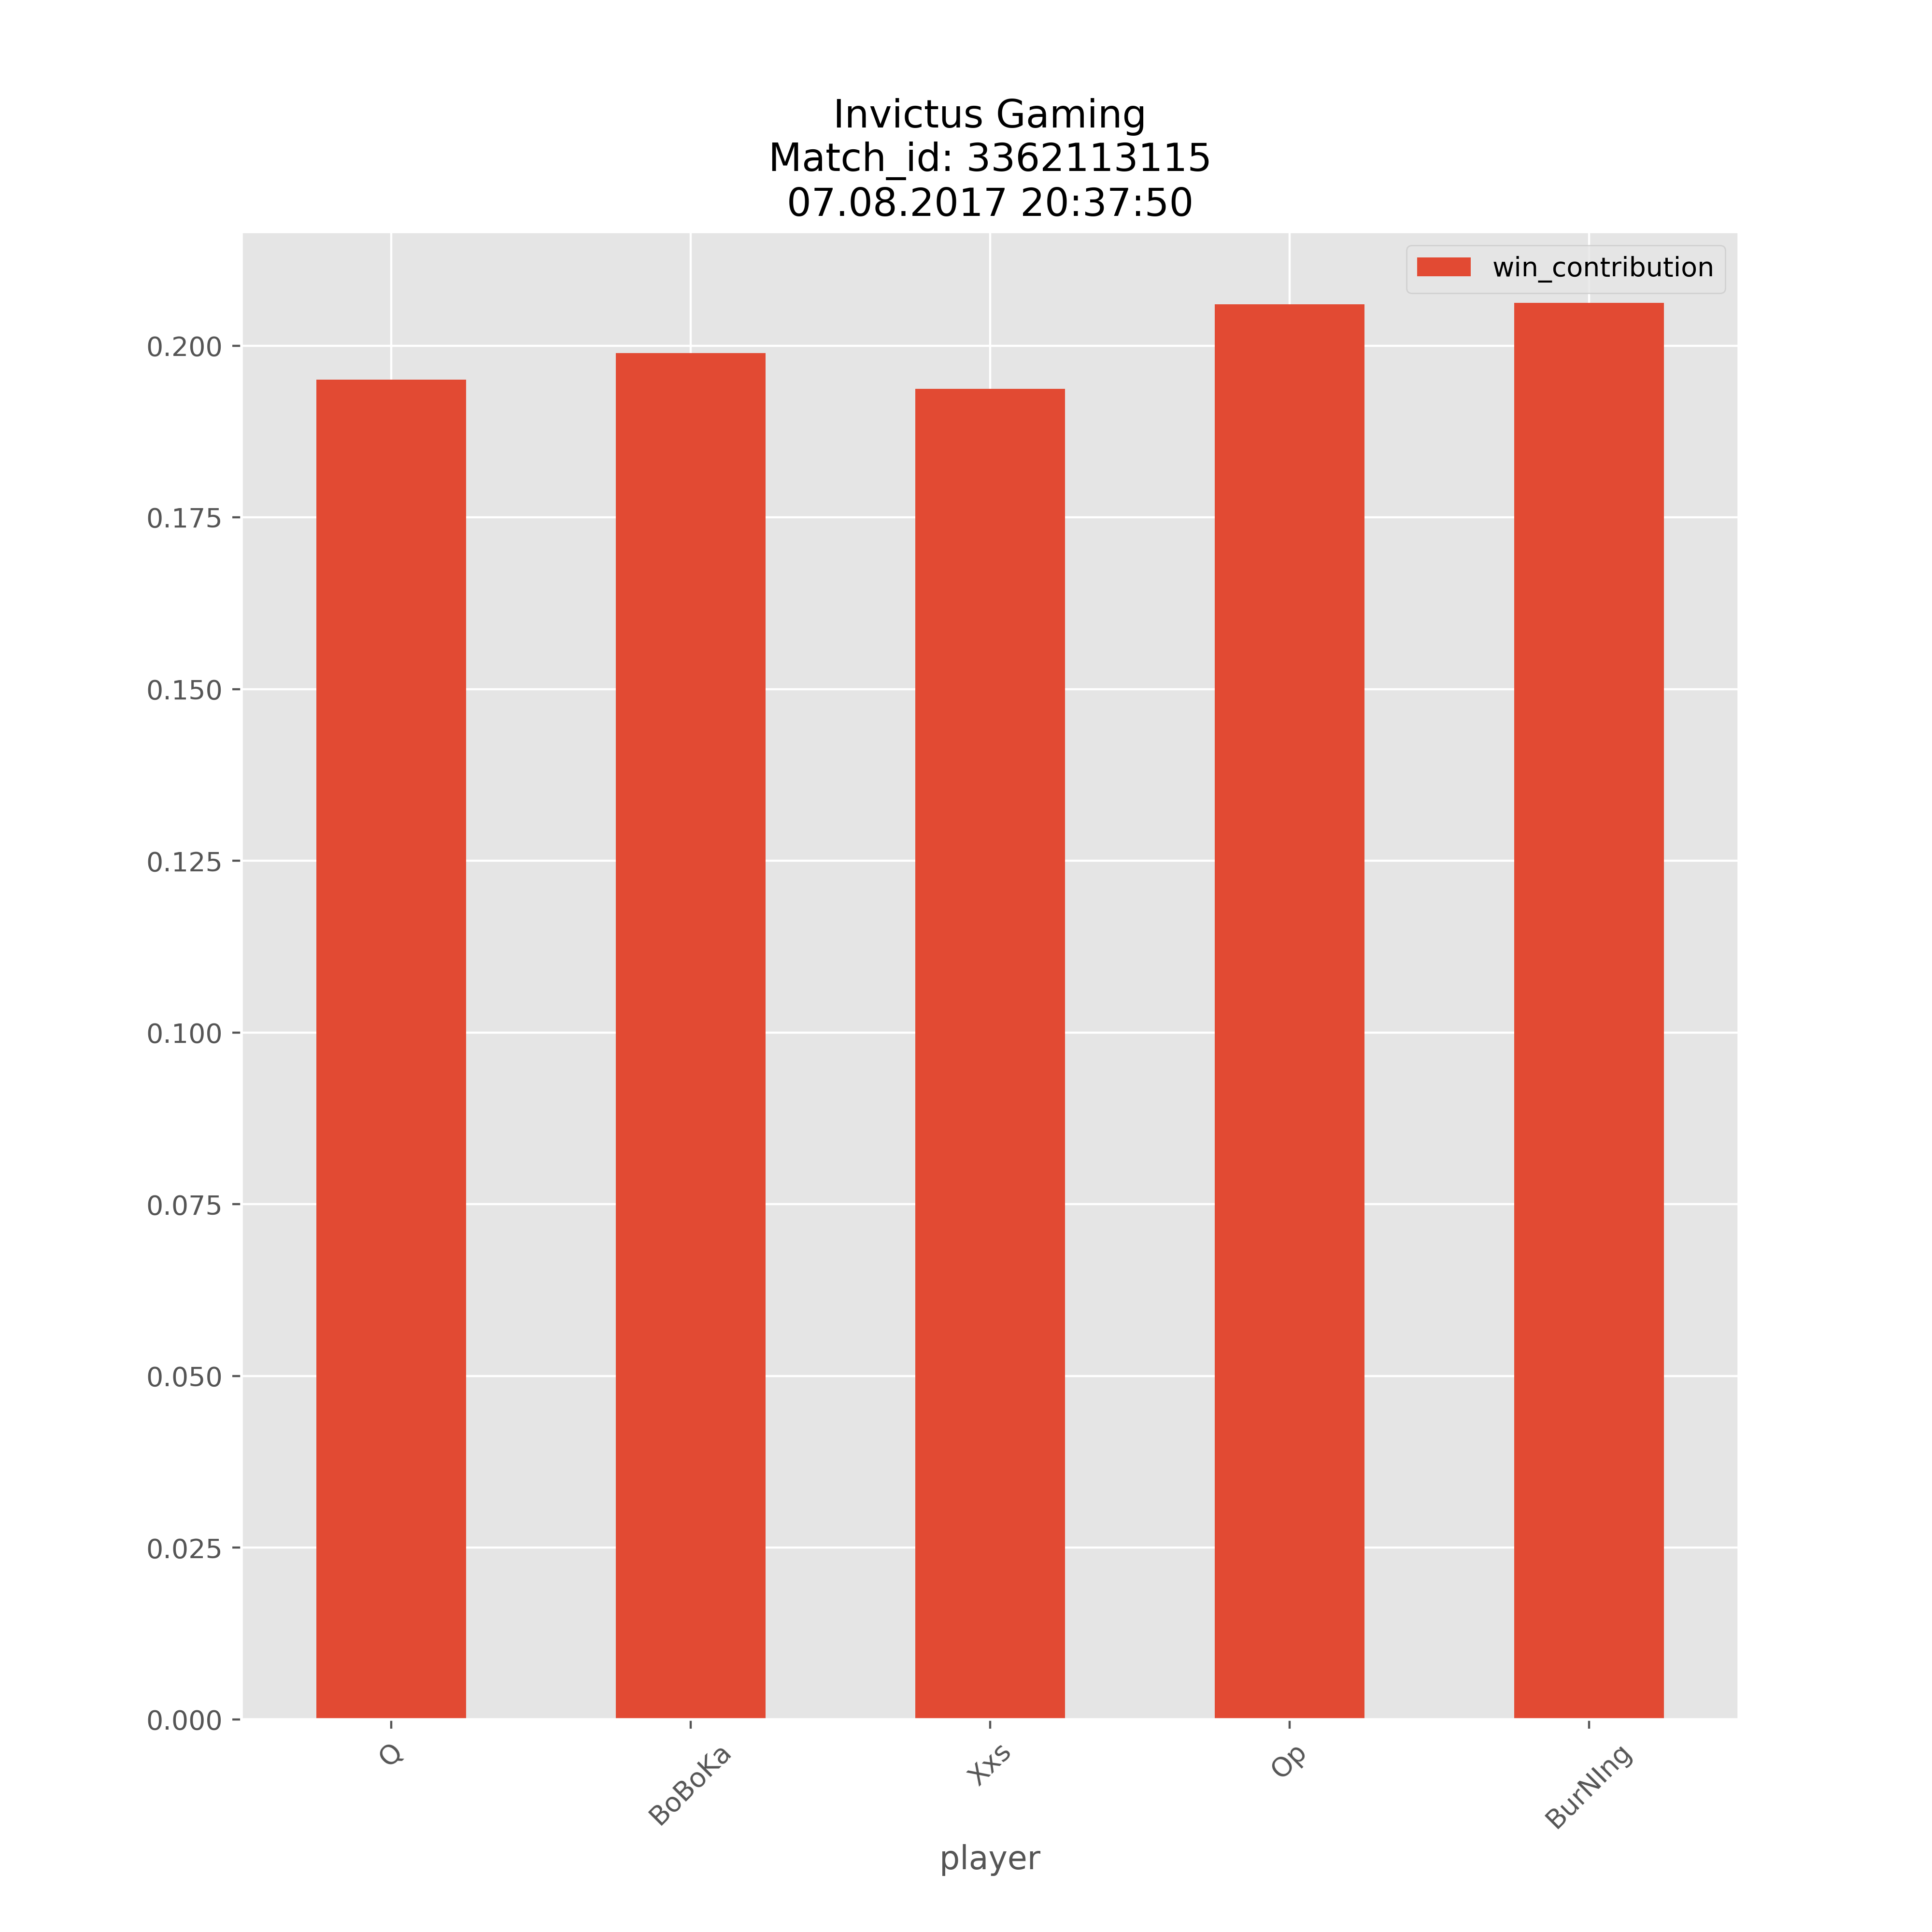 Invictus Gaming
Match_id: 3362113115
07.08.2017 20:37:50
win_contribution
0.200
0.175
0.150
0.125
0.100
0.075
0.050
0.025
0.000
Q
BoBoKa
Xxs
Op
BurNIng
player